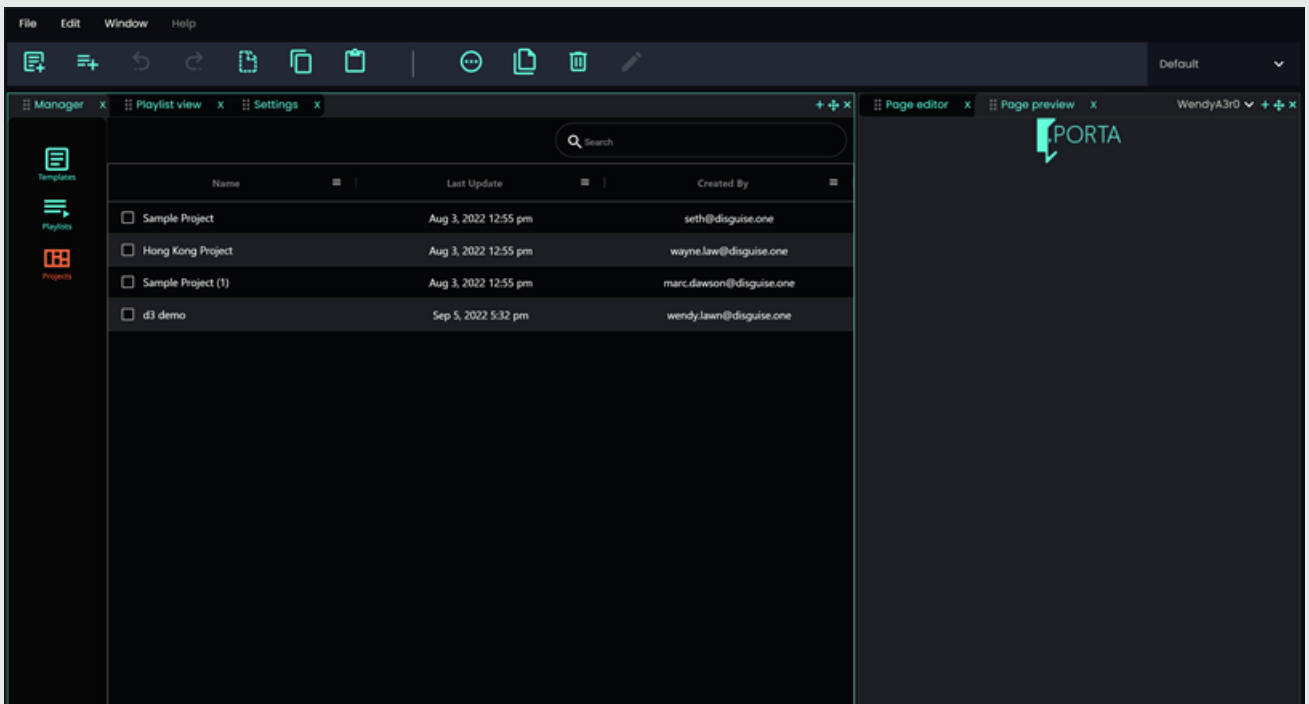 File Edit Window Help
Default
Manager x Playlist view x Settings x
Page editor x Page preview x WendyA3r0
PORTA
Search
Templates
Playlists
Projects
Name Last Update Created By
Sample Project Aug 3, 2022 12:55 pm seth@disguise.one
Hong Kong Project Aug 3, 2022 12:55 pm wayne.law@disguise.one
Sample Project (1) Aug 3, 2022 12:55 pm marc.dawson@disguise.one
d3 demo Sep 5, 2022 5:32 pm wendy.lawn@disguise.one